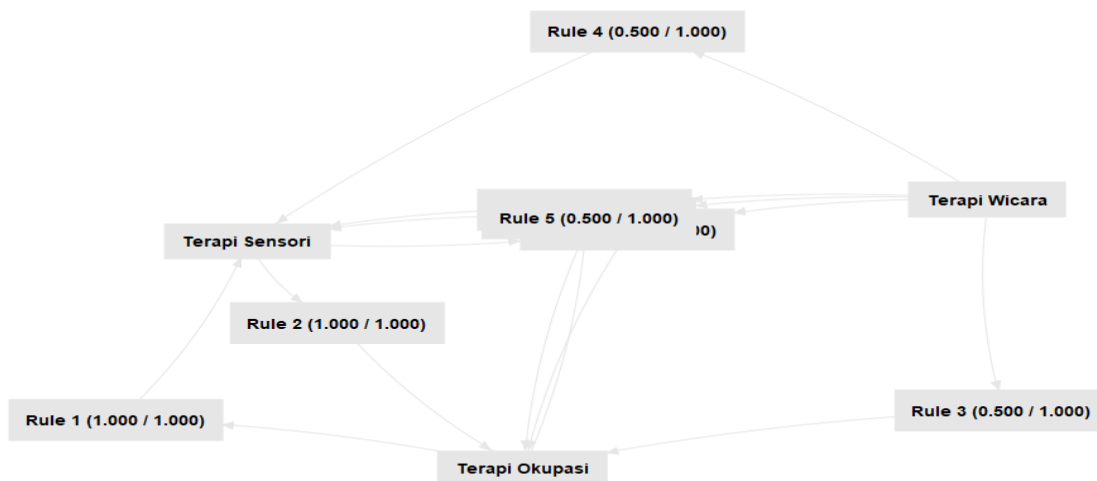 Rule 4 (0.500 / 1.000)
Terapi Wicara
Rule 5 (0.500 / 1.000)
00)
Terapi Sensori
Rule 2 (1.000 / 1.000)
Rule 1 (1.000 / 1.000)
Rule 3 (0.500 / 1.000)
Terapi Okupasi